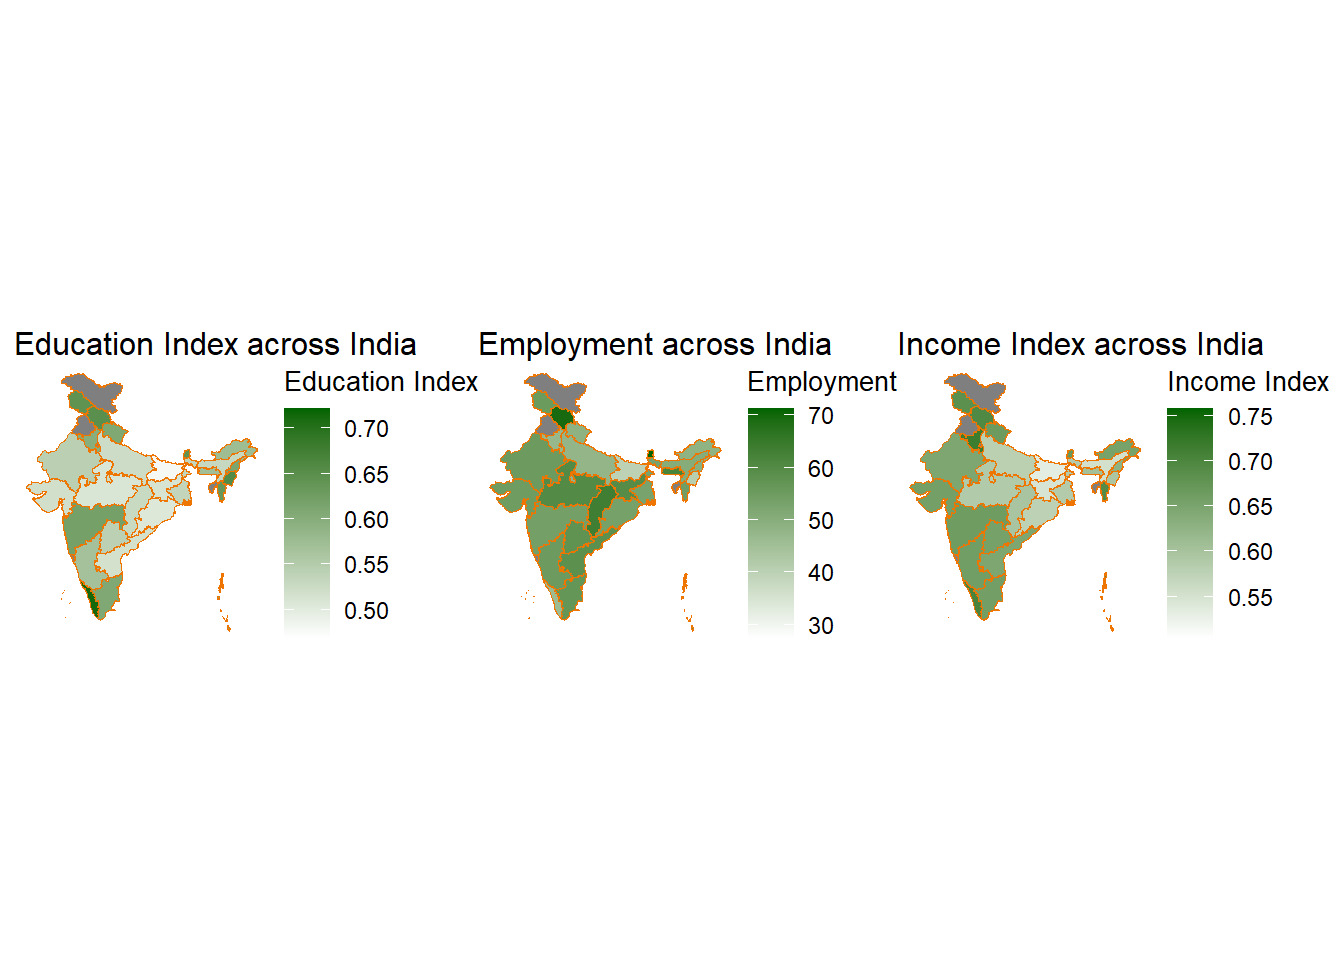 Education Index across India
Education Index
0.70
0.65
0.60
0.55
0.50
Employment across India
Employment
70
60
50
40
30
Income Index across India
Income Index
0.75
0.70
0.65
0.60
0.55